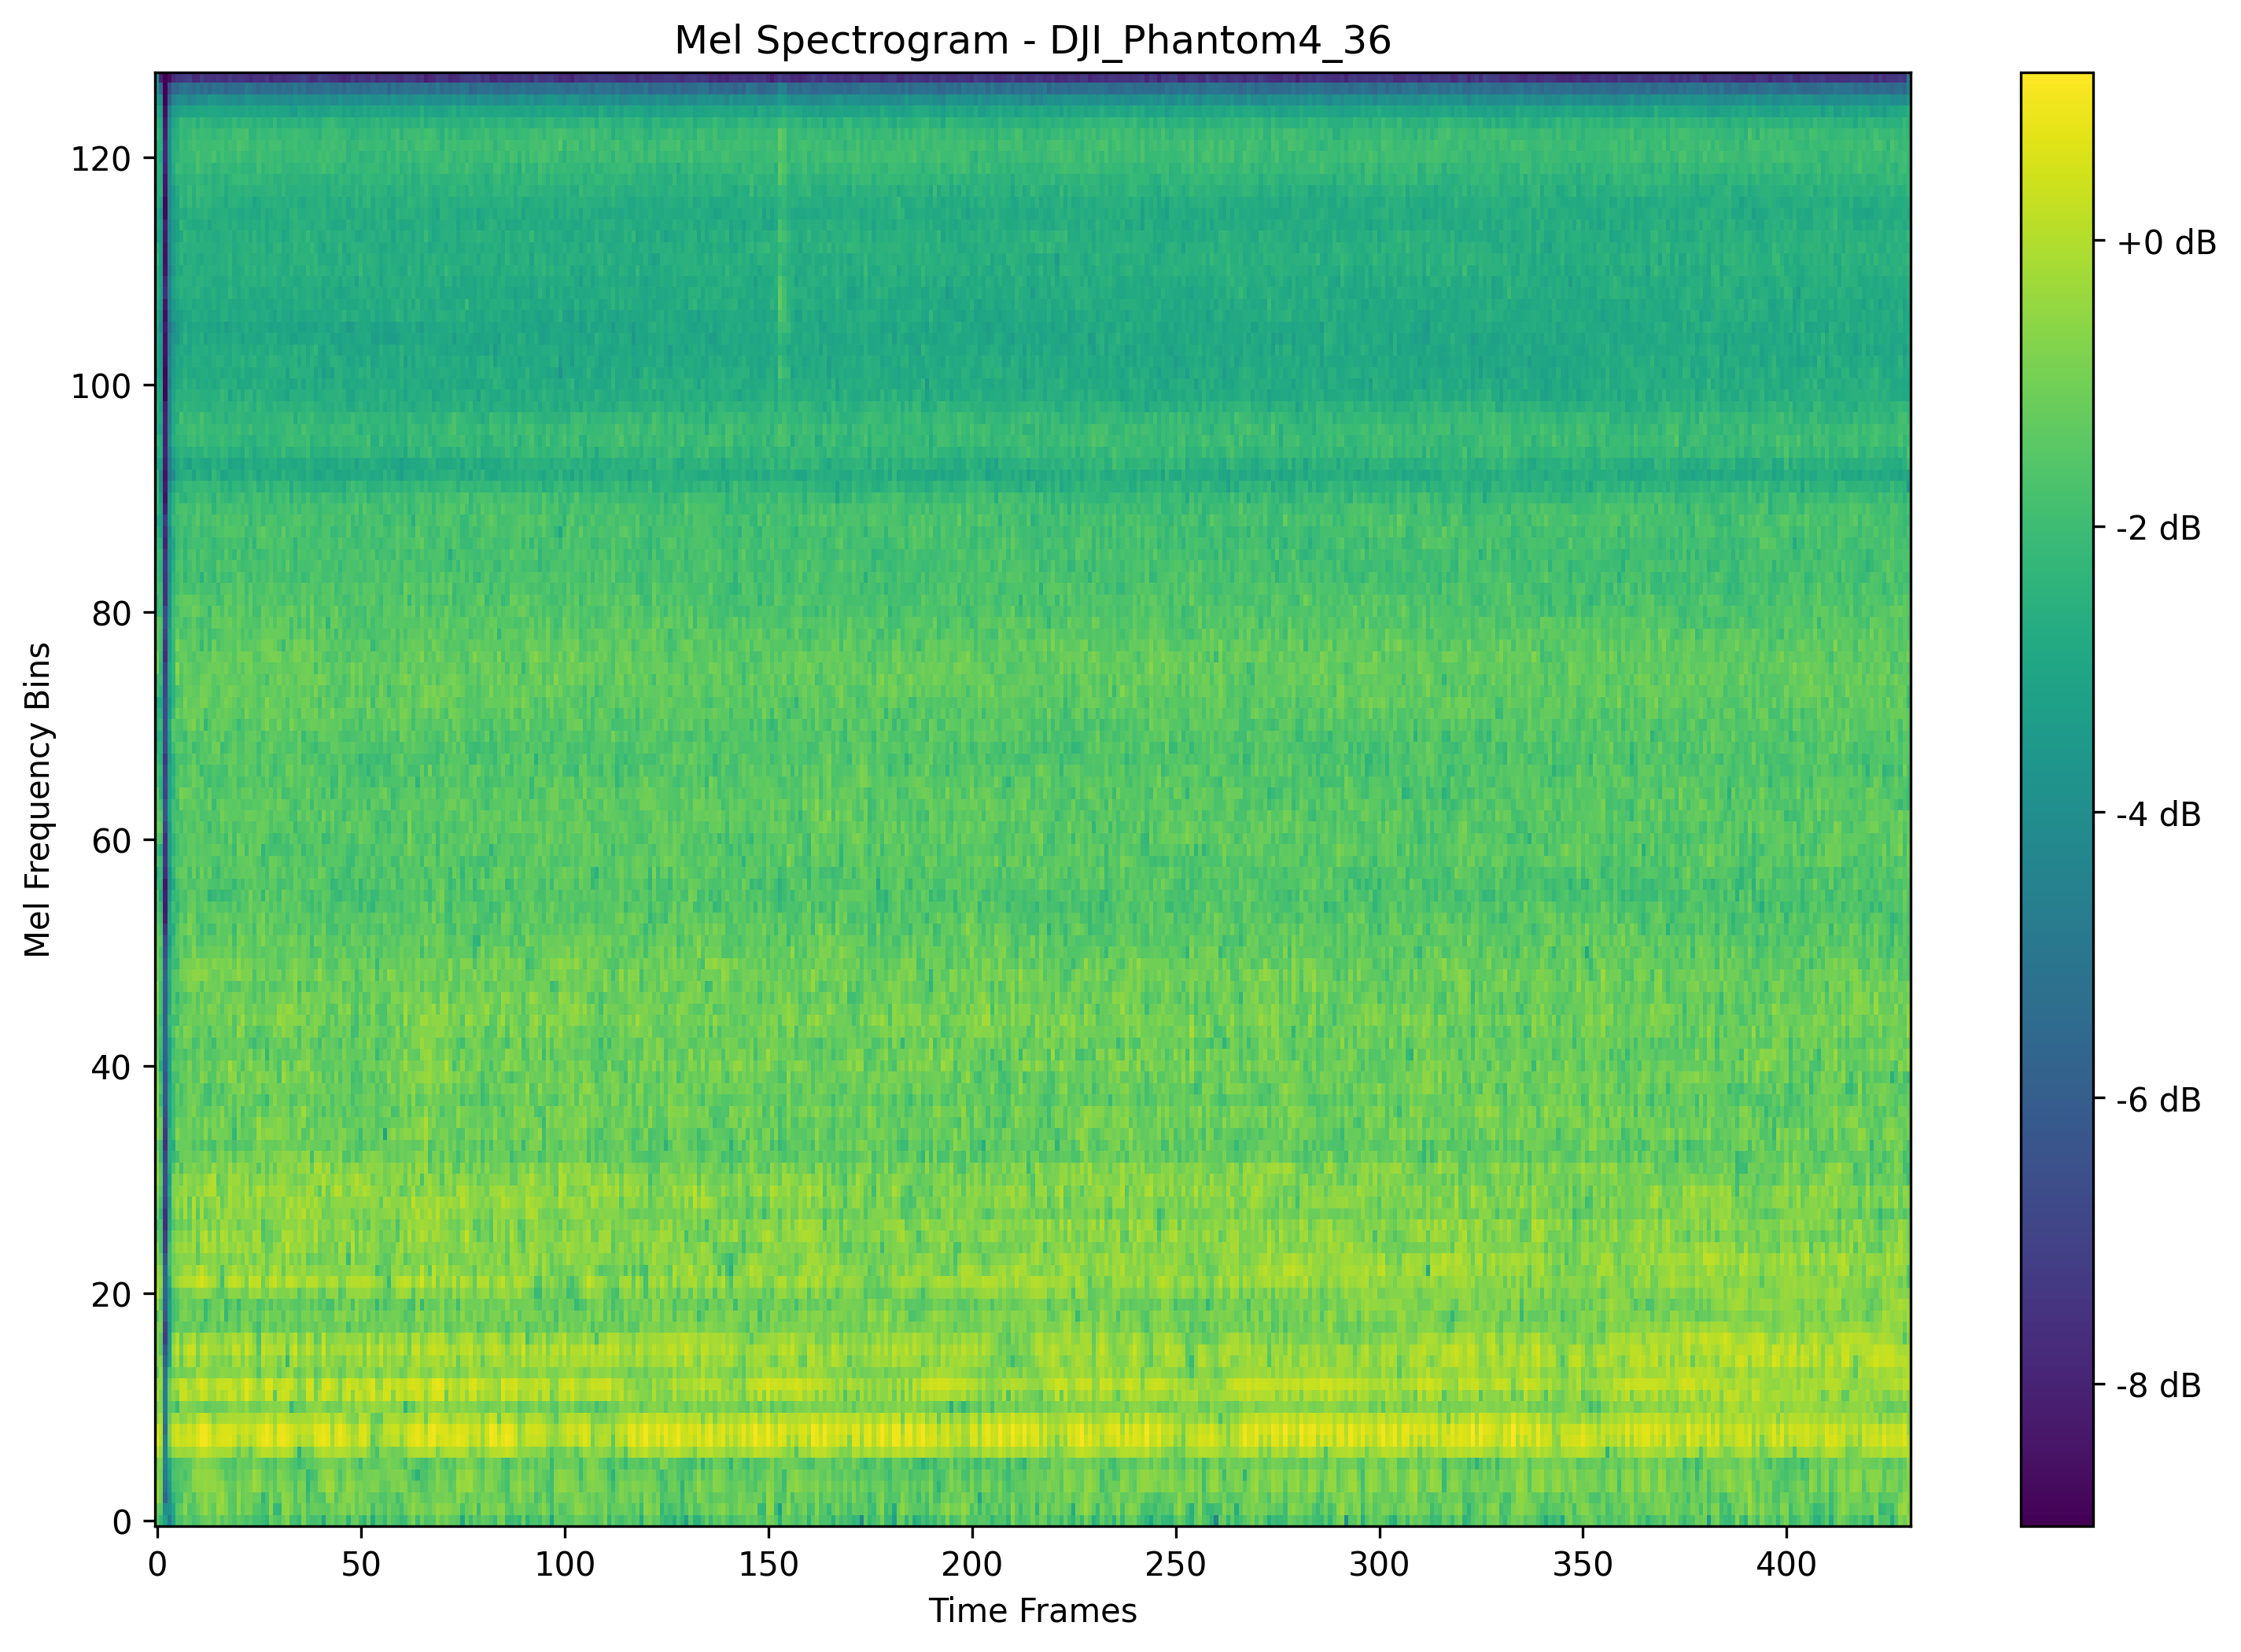 Mel Spectrogram - DJI_Phantom4_36
Mel Frequency Bins
120
100
80
60
40
20
0
0 50 100 150 200 250 300 350 400
Time Frames
+0 dB
-2 dB
-4 dB
-6 dB
-8 dB